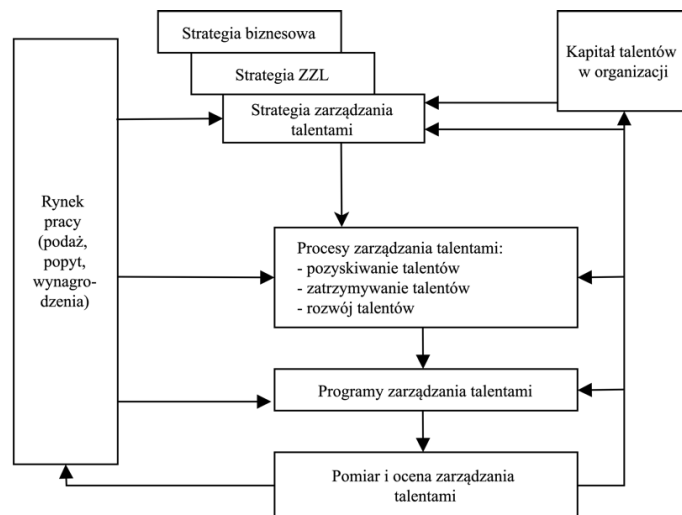 Strategia biznesowa
Strategia ZZL
Strategia zarządzania
talentami
Kapitał talentów
w organizacji
Rynek
pracy
(podaż,
popyt,
wynagro-
dzenia)
Procesy zarządzania talentami:
- pozyskiwanie talentów
- zatrzymywanie talentów
- rozwój talentów
Programy zarządzania talentami
Pomiar i ocena zarządzania
talentami